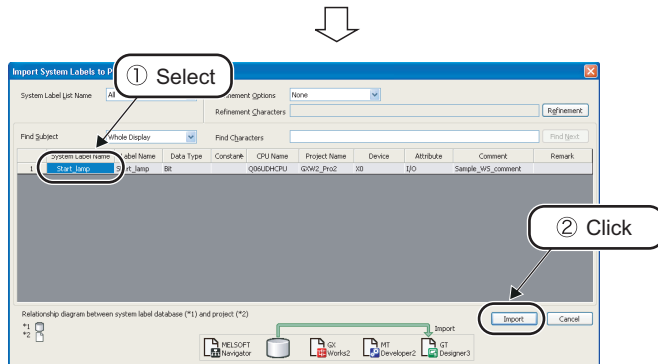 Import System Labels to P
① Select
System Label List Name
Refinement Options None
Refinement Characters
Refinement
Find Subject Whole Display Find Characters Find Next
System Label Name Label Name Data Type Constant CPU Name Project Name Device Attribute Comment Remark
1 Start_lamp Bit Q06UDHCPU GXW2_Pro2 X0 I/O Sample_WS_comment
② Click
Relationship diagram between system label database (*1) and project (*2)
Import Cancel
*1
*2
Import
MELSOFT Navigator
GX Works2
MT Developer2
GT Designer3